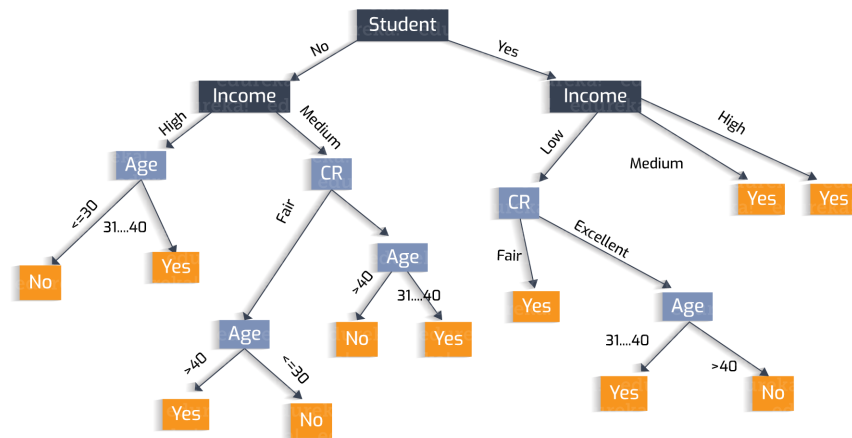 Student
No
Yes
Income
Income
High
Medium
Low
Medium
High
Age
CR
CR
Yes
Yes
<=30
31....40
Fair
Fair
Excellent
No
Yes
Age
>40
31....40
Yes
Age
Age
No
Yes
31....40
>40
>40
<=30
Yes
No
Yes
No